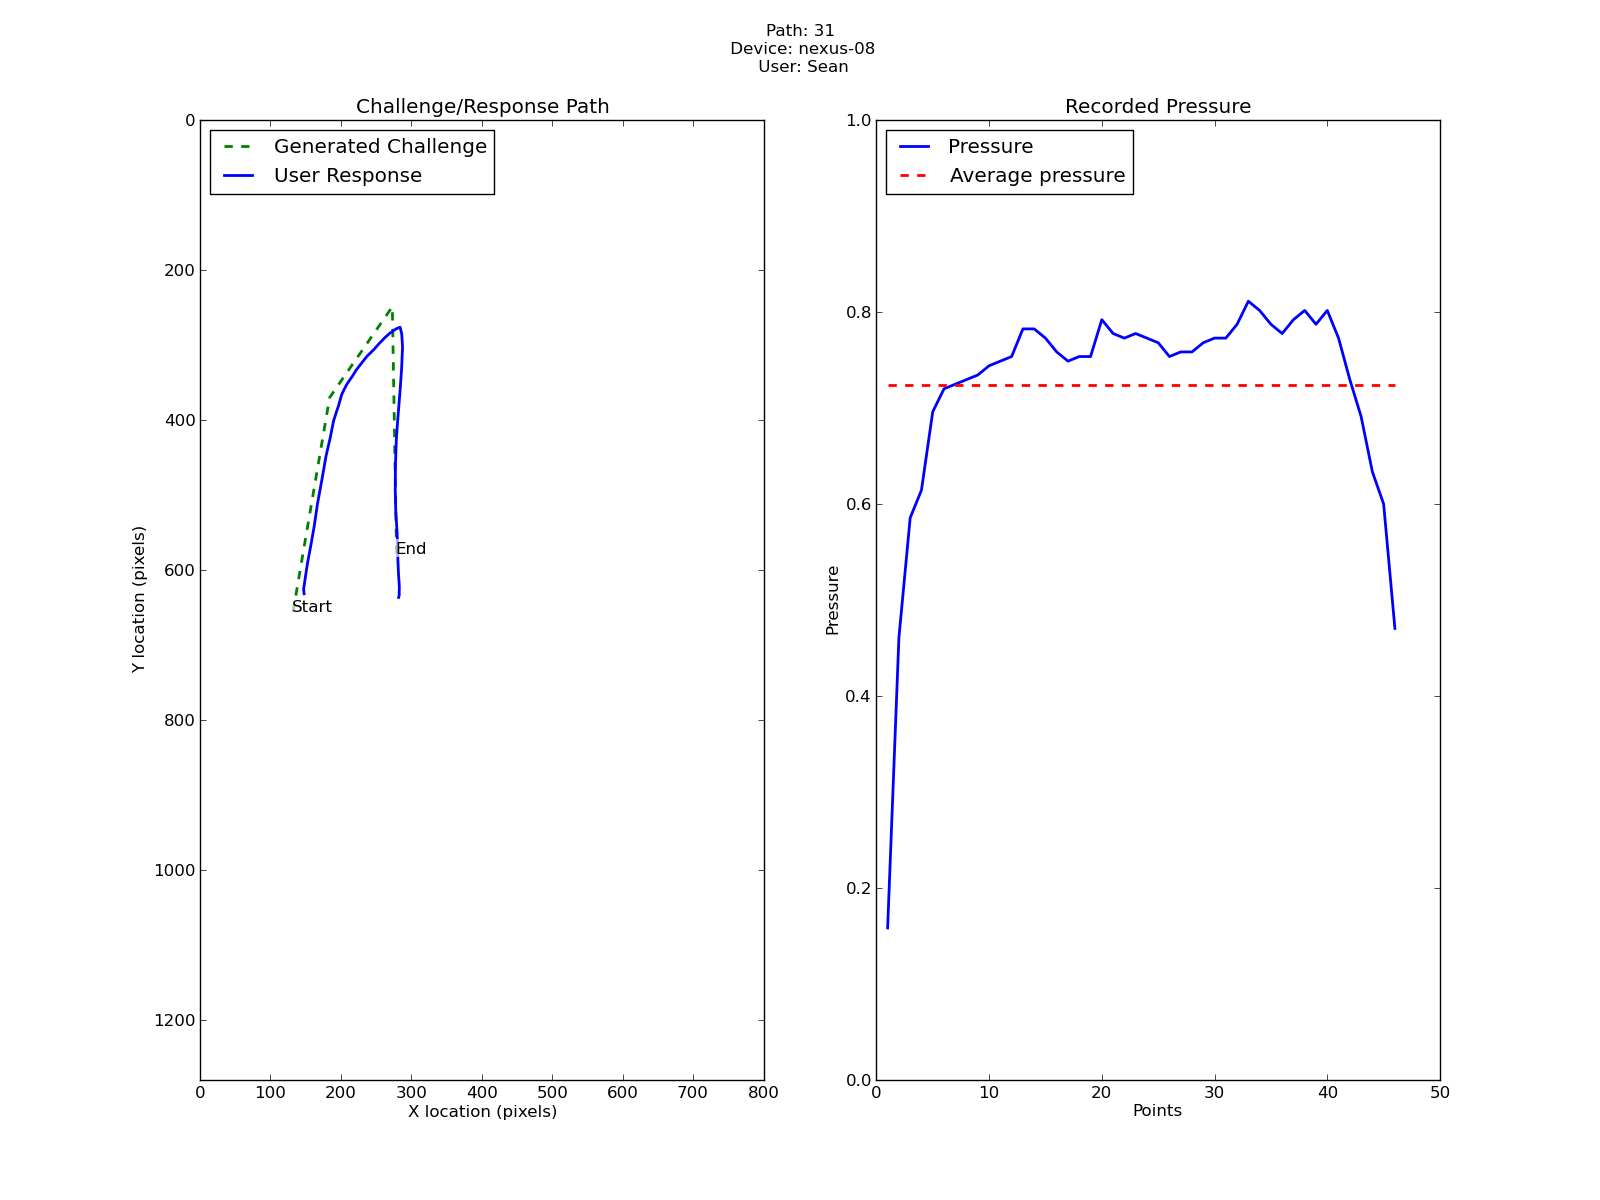 Path: 31
Device: nexus-08
User: Sean
Challenge/Response Path
Generated Challenge
User Response
0
200
400
600
800
1000
1200
Y location (pixels)
Start
End
0 100 200 300 400 500 600 700 800
X location (pixels)
Recorded Pressure
Pressure
Average pressure
1.0
0.8
0.6
0.4
0.2
0.0
Pressure
0 10 20 30 40 50
Points